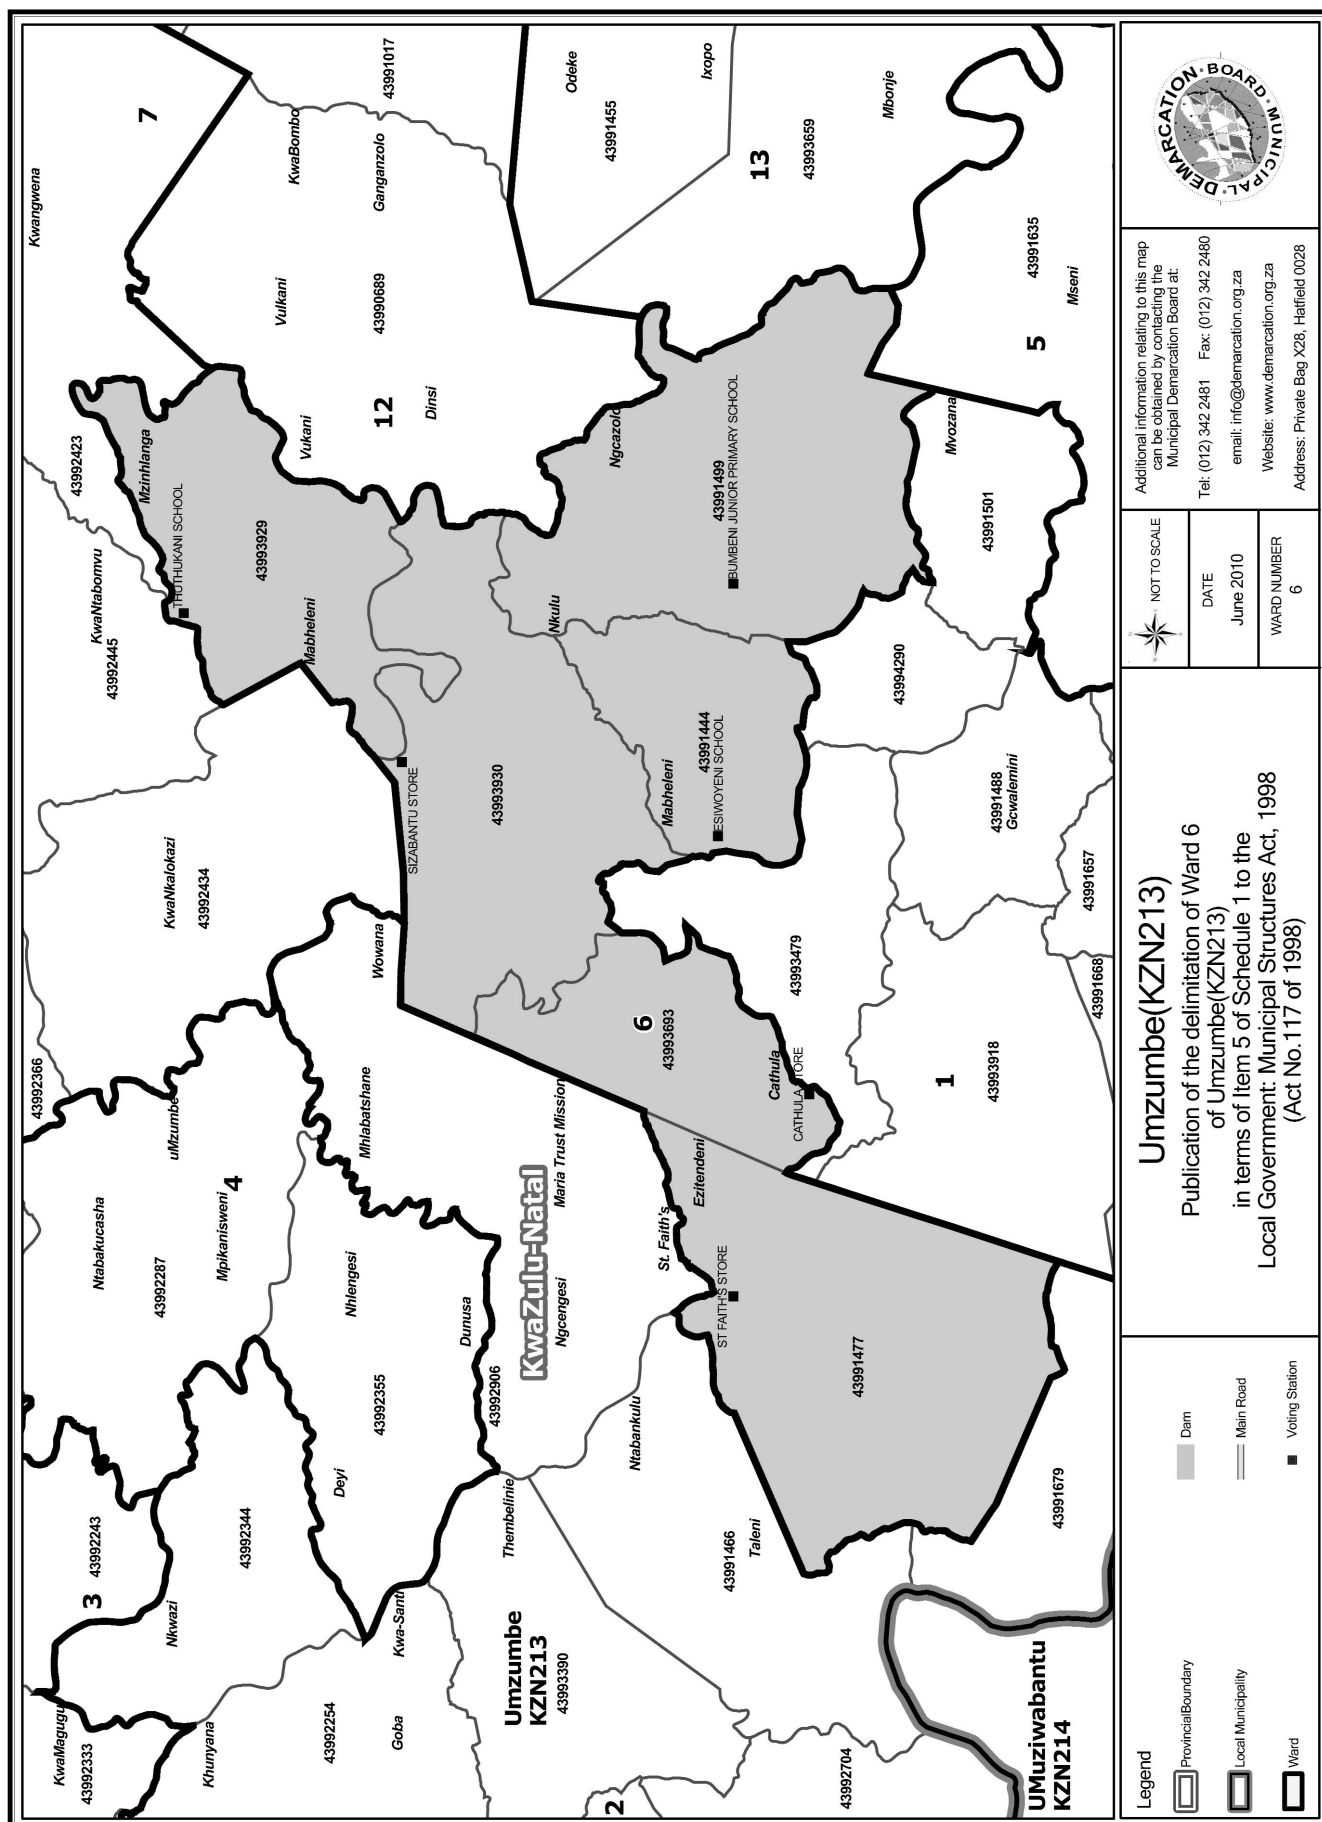 KwaMagugu
43992333
Khunyana
43992254
Goba
Kwa-Santi
Umzumbe
KZN213
43993390
2
43992704
UMuziwabantu
KZN214
3
43992243
Nkwazi
43992344
Deyi
43992355
Nhlengesi
Dunusa
43992906
Thembelinie
Ntabankulu
43991466
Taleni
43991679
Ntabakucasha
43992287
Mpikanisweni
4
uMzumbe
43992366
Mhlabatshane
KwaZulu-Natal
Ngcengesi
Maria Trust Mission
St. Faith's
Ezitendeni
ST FAITH'S STORE
43991477
KwaNkalokazi
43992434
Wowana
6
43993693
Cathula
CATHULA STORE
43993479
1
43993918
43991668
43991657
43991488
Gcwalemini
43994290
KwaNtabomvu
43992445
43992423
Mzinhlanga
THUTHUKANI SCHOOL
43993929
Mabheleni
SIZABANTU STORE
43993930
Nkulu
Mabheleni
43991444
ESIWOYENI SCHOOL
43991499
BUMBENI JUNIOR PRIMARY SCHOOL
Ngcazolo
Mvozana
43991501
Kwangwena
7
Vulkani
Vukani
43990689
12
Dinsi
KwaBombo
Ganganzolo
43991017
Odeke
43991455
Ixopo
13
43993659
Mbonje
43991635
5
Mseni
Legend
ProvincialBoundary
Local Municipality
Ward
Dam
Main Road
Voting Station
Umzumbe(KZN213)
Publication of the delimitation of Ward 6
of Umzumbe(KZN213)
in terms of Item 5 of Schedule 1 to the
Local Government: Municipal Structures Act, 1998
(Act No.117 of 1998)
NOT TO SCALE
DATE
June 2010
WARD NUMBER
6
Additional information relating to this map
can be obtained by contacting the
Municipal Demarcation Board at:
Tel: (012) 342 2481 Fax: (012) 342 2480
email: info@demarcation.org.za
Website: www.demarcation.org.za
Address: Private Bag X28, Hatfield 0028
MUNICIPAL DEMARCATION BOARD